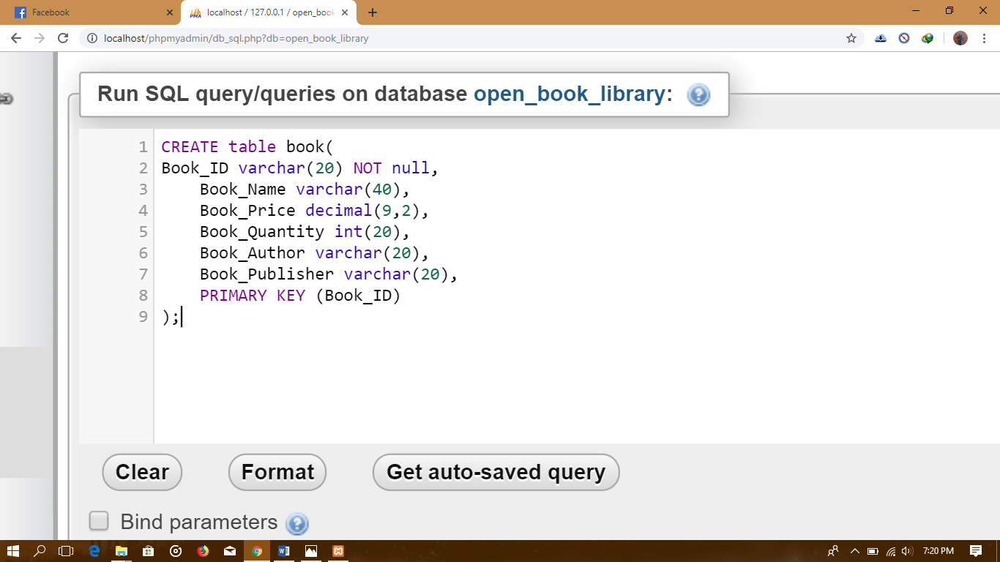 Facebook
localhost / 127.0.0.1 / open_book
localhost/phpmyadmin/db_sql.php?db=open_book_library
Run SQL query/queries on database open_book_library:
1 CREATE table book(
2 Book_ID varchar(20) NOT null,
3 Book_Name varchar(40),
4 Book_Price decimal(9,2),
5 Book_Quantity int(20),
6 Book_Author varchar(20),
7 Book_Publisher varchar(20),
8 PRIMARY KEY (Book_ID)
9 );
Clear Format Get auto-saved query
Bind parameters
7:20 PM